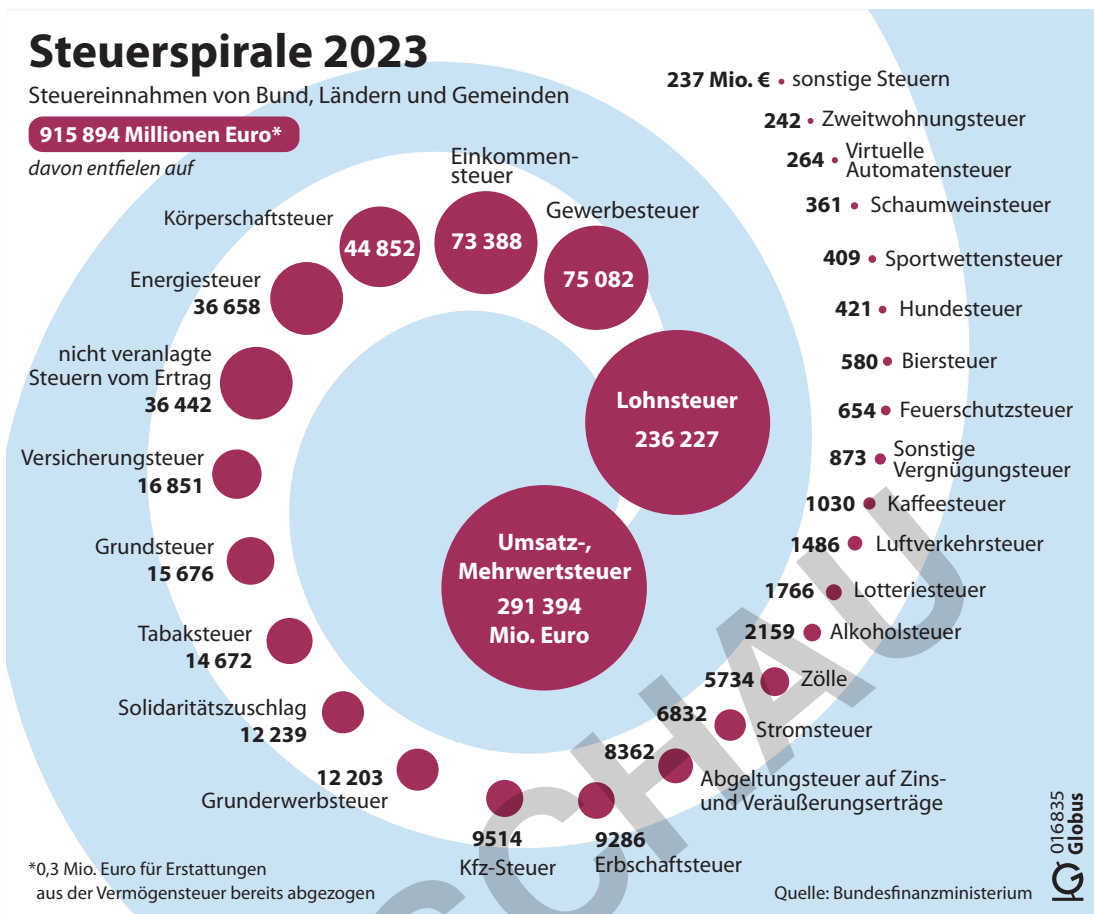 Steuerspirale 2023
Steuereinnahmen von Bund, Ländern und Gemeinden
915 894 Millionen Euro*
davon entfielen auf
Umsatz-,
Mehrwertsteuer
291 394
Mio. Euro
Lohnsteuer
236 227
Gewerbesteuer
75 082
Einkommen-
steuer
73 388
Körperschaftsteuer
44 852
Energiesteuer
36 658
nicht veranlagte
Steuern vom Ertrag
36 442
Versicherungsteuer
16 851
Grundsteuer
15 676
Tabaksteuer
14 672
Solidaritätszuschlag
12 239
12 203
Grunderwerbsteuer
9514
Kfz-Steuer
9286
Erbschaftsteuer
8362
Abgeltungsteuer auf Zins-
und Veräußerungserträge
6832
Stromsteuer
5734 Zölle
2159 Alkoholsteuer
1766 Lotteriesteuer
1486 Luftverkehrsteuer
1030 Kaffeesteuer
873 Sonstige
Vergnügungsteuer
654 Feuerschutzsteuer
580 Biersteuer
421 Hundesteuer
409 Sportwettensteuer
361 Schaumweinsteuer
264 Virtuelle
Automatensteuer
242 Zweitwohnungsteuer
237 Mio. € sonstige Steuern
*0,3 Mio. Euro für Erstattungen
aus der Vermögensteuer bereits abgezogen
Quelle: Bundesfinanzministerium
016835
Globus
SCHAU